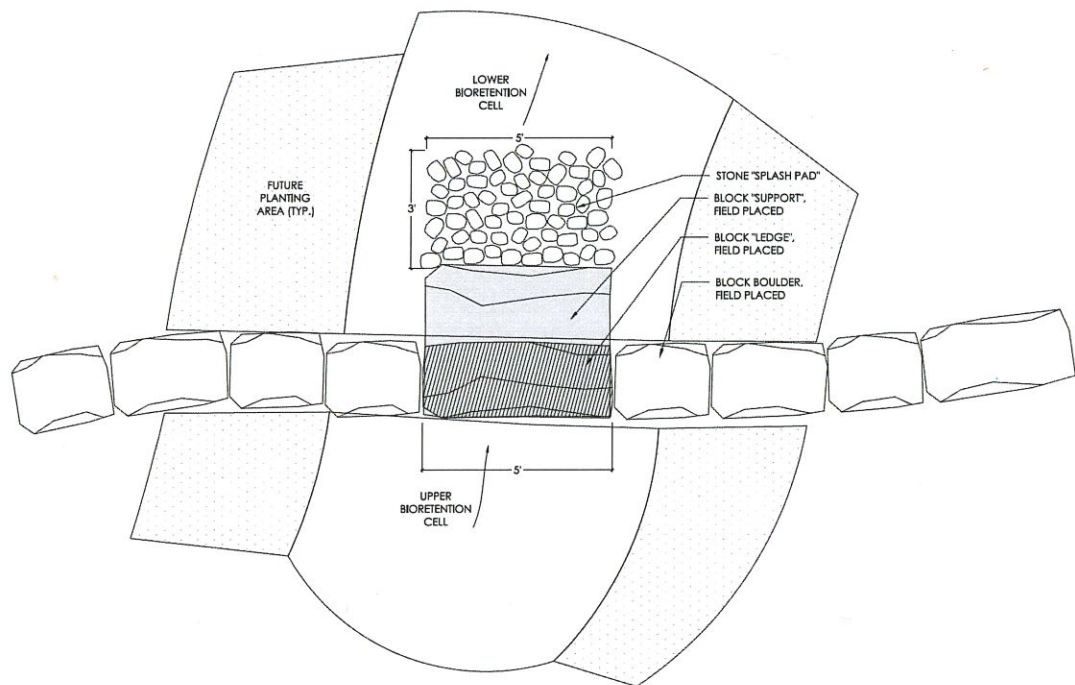 LOWER
BIORETENTION
CELL
5'
3'
FUTURE
PLANTING
AREA (TYP.)
STONE "SPLASH PAD"
BLOCK "SUPPORT",
FIELD PLACED
BLOCK "LEDGE",
FIELD PLACED
BLOCK BOULDER,
FIELD PLACED
5'
UPPER
BIORETENTION
CELL